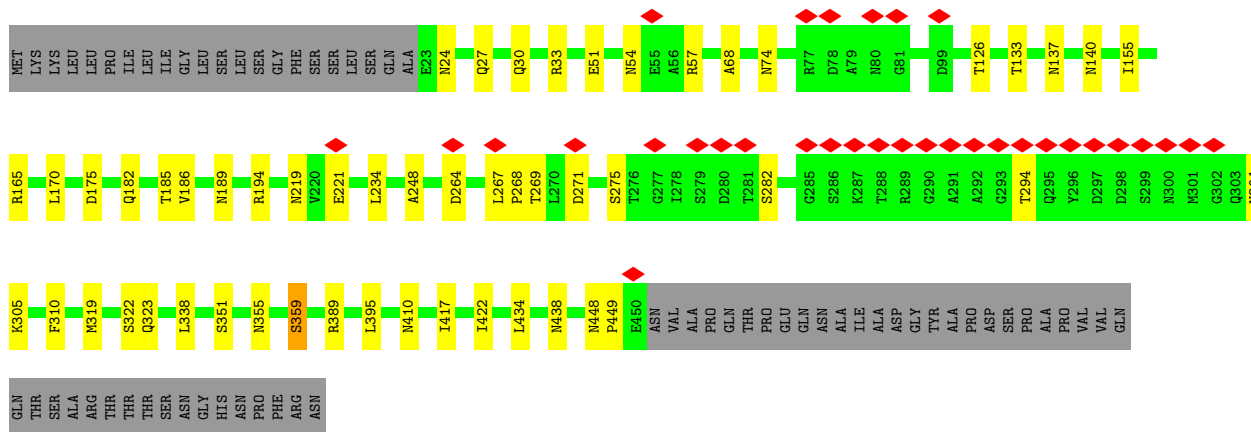 MET LYS LYS LEU LEU PRO ILE LEU ILE GLY LEU SER LEU SER GLY PHE SER SER LEU SER GLN ALA E23 N24 Q27 Q30 R33 E51 N54 E55 A56 R57 A68 N74 R77 D78 A79 N80 G81 D99 T126 T133 N137 N140 I155
R165 L170 D175 Q182 T185 V186 N189 R194 N219 V220 E221 L234 A248 D264 L267 P268 T269 L270 D271 S275 T276 G277 I278 S279 D280 T281 S282 G285 S286 K287 T288 R289 G290 A291 A292 G293 T294 Q295 Y296 D297 D298 S299 N300 M301 G302 Q303
K305 F310 M319 S322 Q323 L338 S351 N355 S359 R389 L395 N410 I417 I422 L434 N438 N448 P449 E450 ASN VAL ALA PRO GLN THR PRO GLU GLN ASN ALA ILE ALA ASP GLY TYR ALA PRO ASP SER PRO ALA PRO VAL VAL GLN
GLN THR SER ALA ARG THR THR THR SER ASN GLY HIS ASN PRO PHE ARG ASN